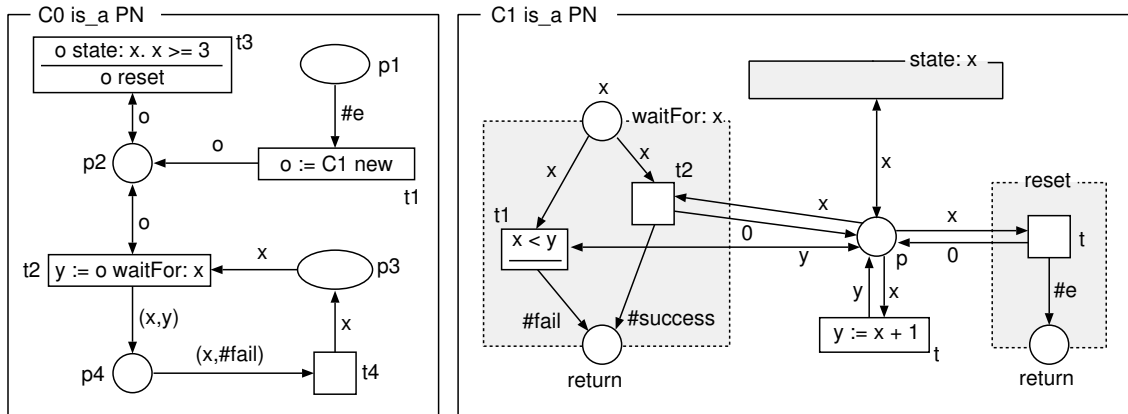 C0 is_a PN
o state: x. x >= 3
o reset
t3
p1
o
#e
p2
o
o := C1 new
t1
o
t2
y := o waitFor: x
x
p3
(x,y)
x
p4
(x,#fail)
t4
C1 is_a PN
state: x
x
waitFor: x
x
x
t2
x
reset
t1
x < y
x
0
y
x
0
p
t
#fail
#success
y
x
y := x + 1
t
#e
return
return